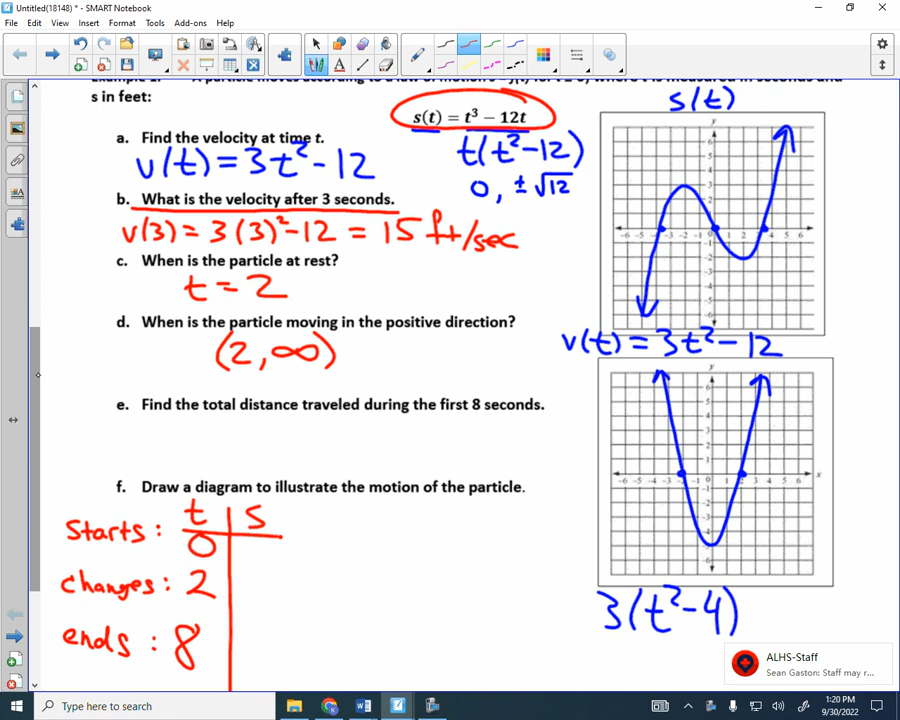 Untitled(18148) * - SMART Notebook
File Edit View Insert Format Tools Add-ons Help
s in feet:
s(t) = t³ − 12t
s(t)
a. Find the velocity at time t.
v(t) = 3t² - 12
t(t² - 12)
0, ± √12
b. What is the velocity after 3 seconds.
v(3) = 3(3)² - 12 = 15 ft/sec
c. When is the particle at rest?
t = 2
d. When is the particle moving in the positive direction?
(2, ∞)
v(t) = 3t² - 12
e. Find the total distance traveled during the first 8 seconds.
f. Draw a diagram to illustrate the motion of the particle.
t s
Starts: 0
changes: 2
ends: 8
3(t² - 4)
ALHS-Staff
Sean Gaston: Staff may r...
Type here to search
1:20 PM
9/30/2022